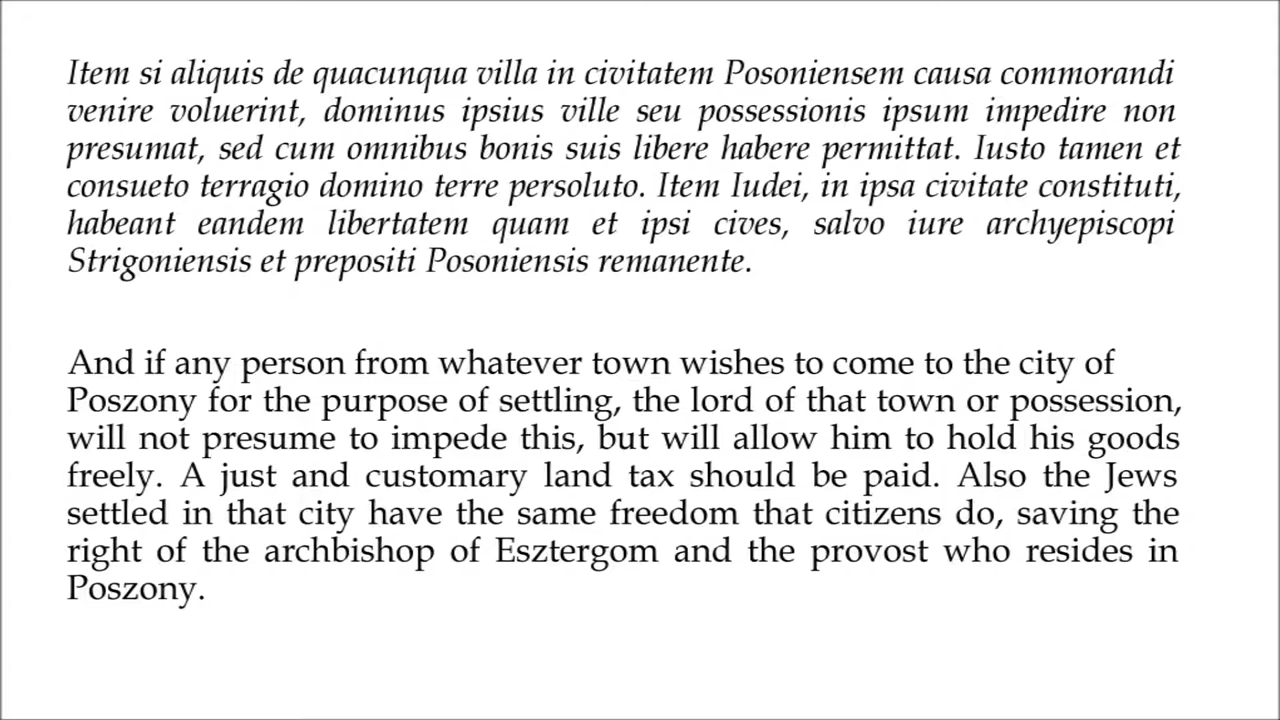 Item si aliquis de quacunqua villa in civitatem Posoniensem causa commorandi
venire voluerint, dominus ipsius ville seu possessionis ipsum impedire non
presumat, sed cum omnibus bonis suis libere habere permittat. Iusto tamen et
consueto terragio domino terre persoluto. Item Iudei, in ipsa civitate constituti,
habeant eandem libertatem quam et ipsi cives, salvo iure archyepiscopi
Strigoniensis et prepositi Posoniensis remanente.
And if any person from whatever town wishes to come to the city of
Poszony for the purpose of settling, the lord of that town or possession,
will not presume to impede this, but will allow him to hold his goods
freely. A just and customary land tax should be paid. Also the Jews
settled in that city have the same freedom that citizens do, saving the
right of the archbishop of Esztergom and the provost who resides in
Poszony.